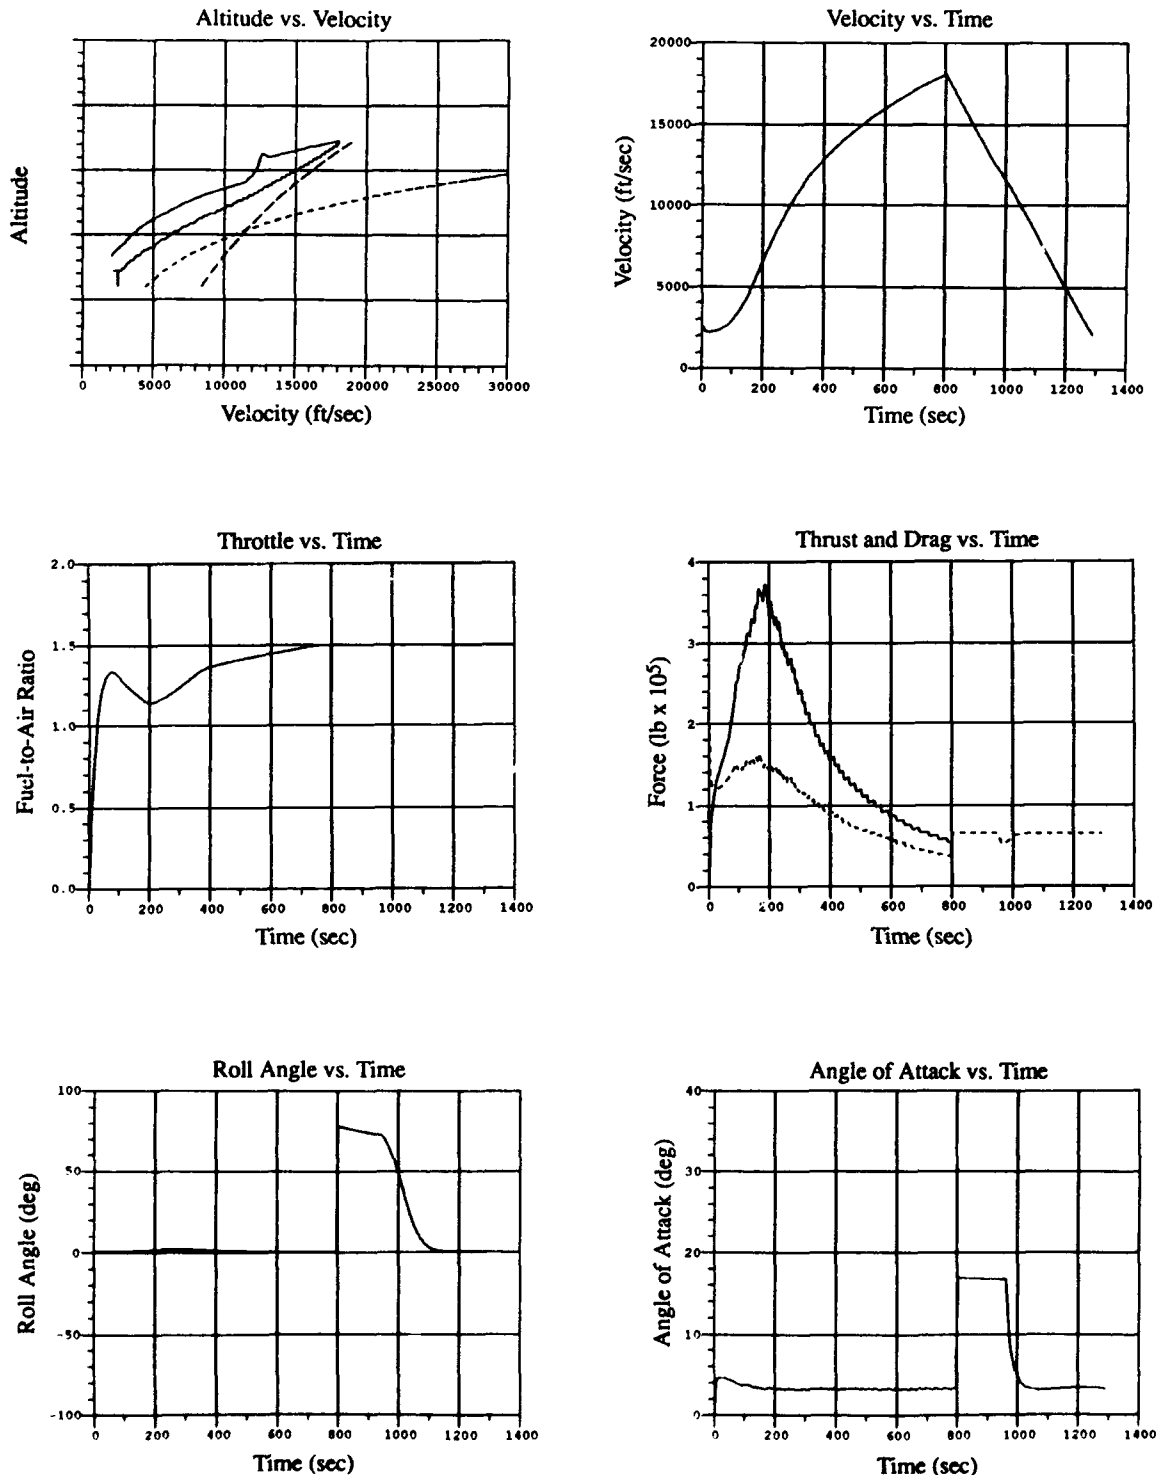 Altitude vs. Velocity
Altitude
0 5000 10000 15000 20000 25000 30000
Velocity (ft/sec)
Velocity vs. Time
Velocity (ft/sec)
20000
15000
10000
5000
0
0 200 400 600 800 1000 1200 1400
Time (sec)
Throttle vs. Time
Fuel-to-Air Ratio
2.0
1.5
1.0
0.5
0.0
0 200 400 600 800 1000 1200 1400
Time (sec)
Thrust and Drag vs. Time
Force (lb x 10⁵)
4
3
2
1
0
0 200 400 600 800 1000 1200 1400
Time (sec)
Roll Angle vs. Time
Roll Angle (deg)
100
50
0
-50
-100
0 200 400 600 800 1000 1200 1400
Time (sec)
Angle of Attack vs. Time
Angle of Attack (deg)
40
30
20
10
0
0 200 400 600 800 1000 1200 1400
Time (sec)